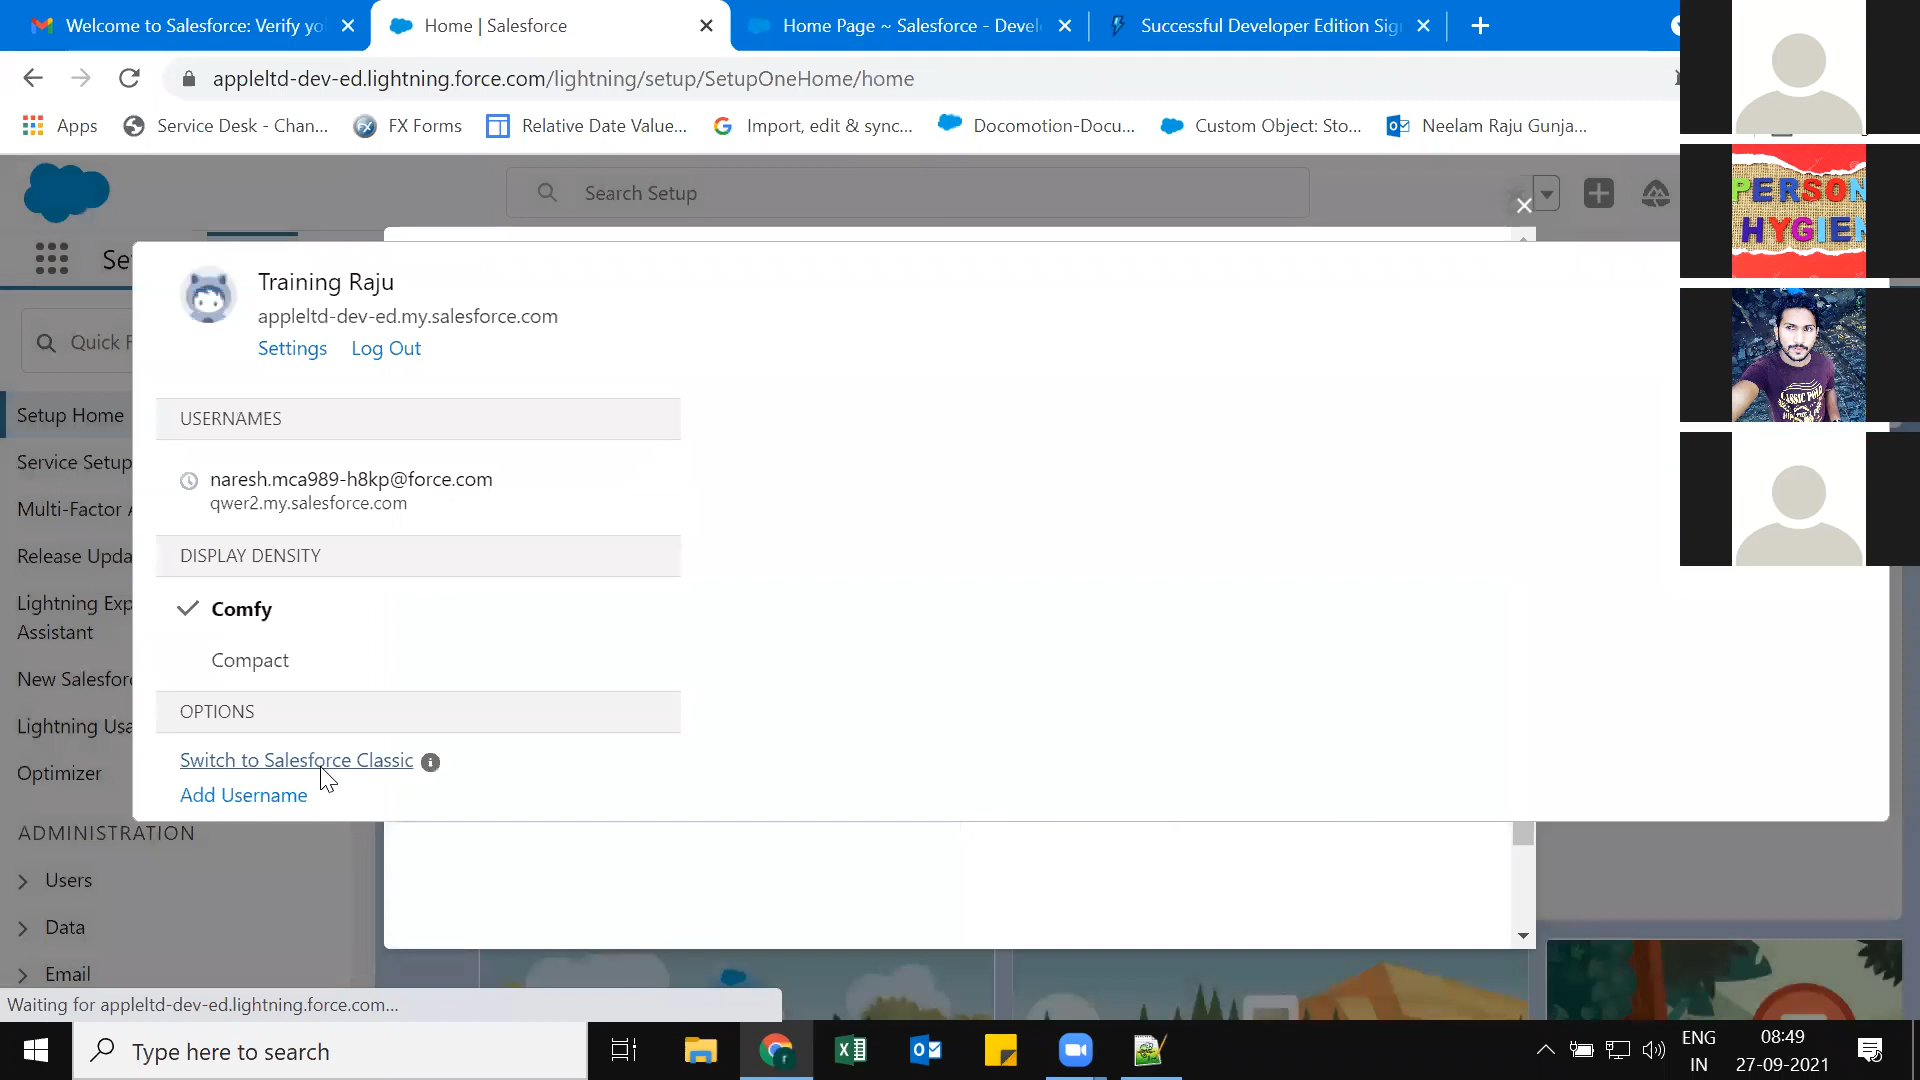 Welcome to Salesforce: Verify yo
Home | Salesforce
Home Page ~ Salesforce - Devel
Successful Developer Edition Sig
appleltd-dev-ed.lightning.force.com/lightning/setup/SetupOneHome/home
Apps
Service Desk - Chan...
FX Forms
Relative Date Value...
Import, edit & sync...
Docomotion-Docu...
Custom Object: Sto...
Neelam Raju Gunja...
Search Setup
Se
Training Raju
appleltd-dev-ed.my.salesforce.com
Settings
Log Out
Quick F
USERNAMES
Setup Home
Service Setup
naresh.mca989-h8kp@force.com
qwer2.my.salesforce.com
Multi-Factor A
Release Upda
DISPLAY DENSITY
Lightning Exp
Assistant
Comfy
Compact
New Salesforc
OPTIONS
Lightning Usa
Switch to Salesforce Classic
Optimizer
Add Username
ADMINISTRATION
Users
Data
Email
Waiting for appleltd-dev-ed.lightning.force.com...
PERSON
HYGIEN
CLASSIC POLO
Type here to search
ENG
IN
08:49
27-09-2021